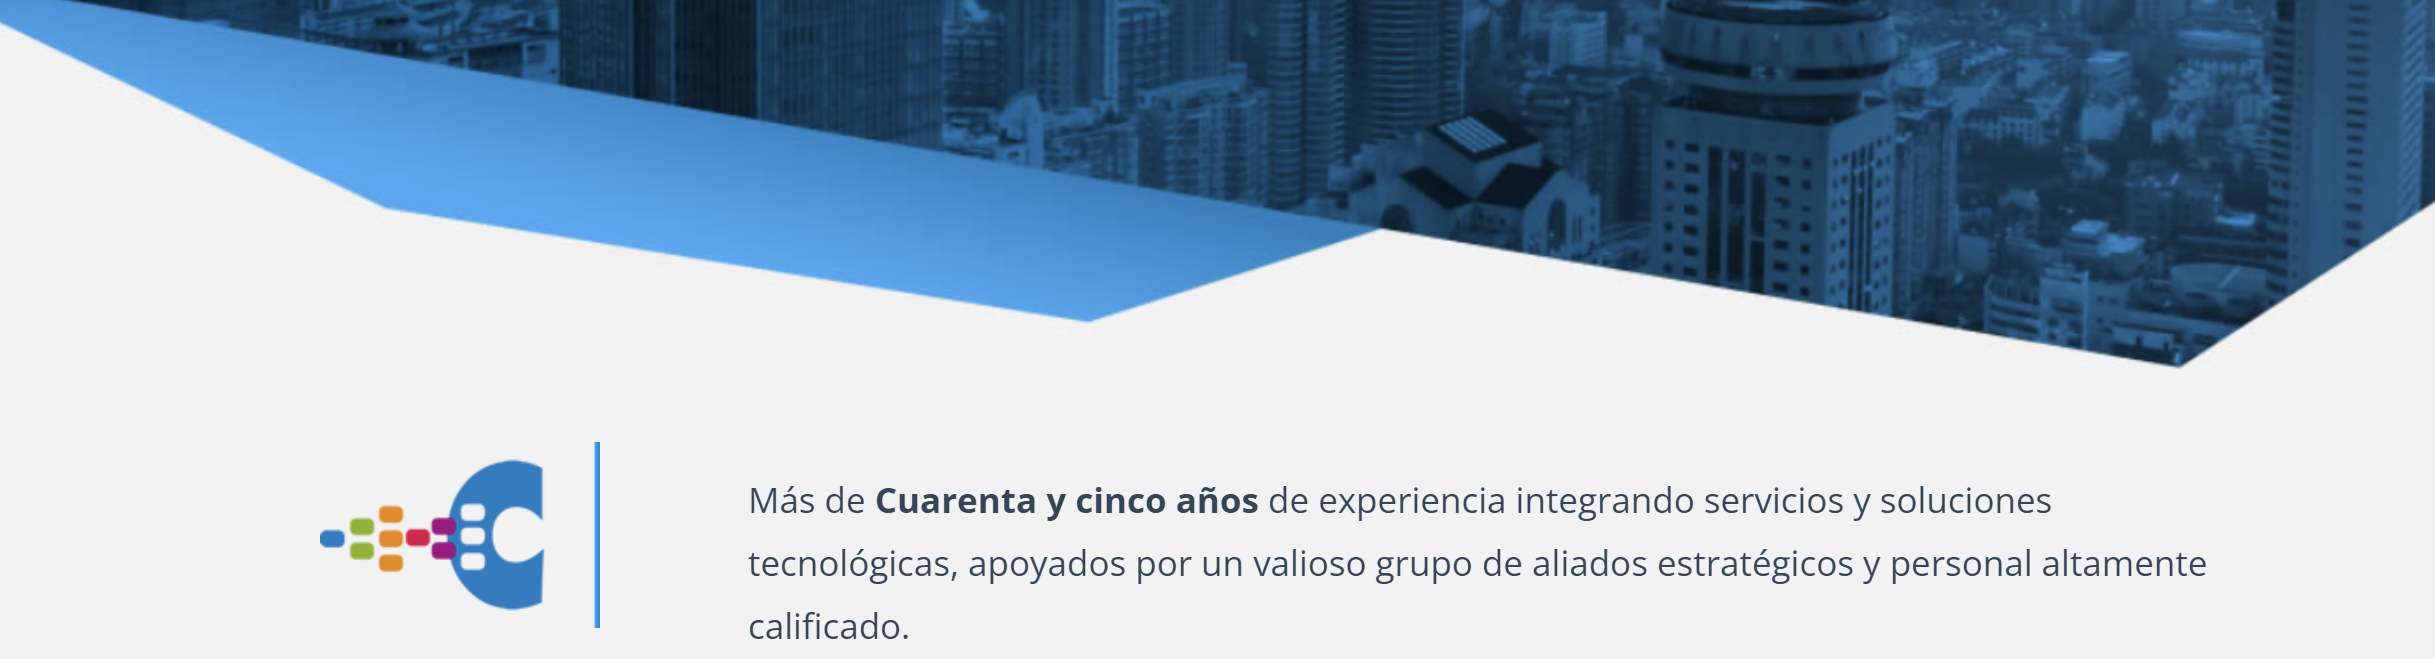 Más de Cuarenta y cinco años de experiencia integrando servicios y soluciones
tecnológicas, apoyados por un valioso grupo de aliados estratégicos y personal altamente
calificado.